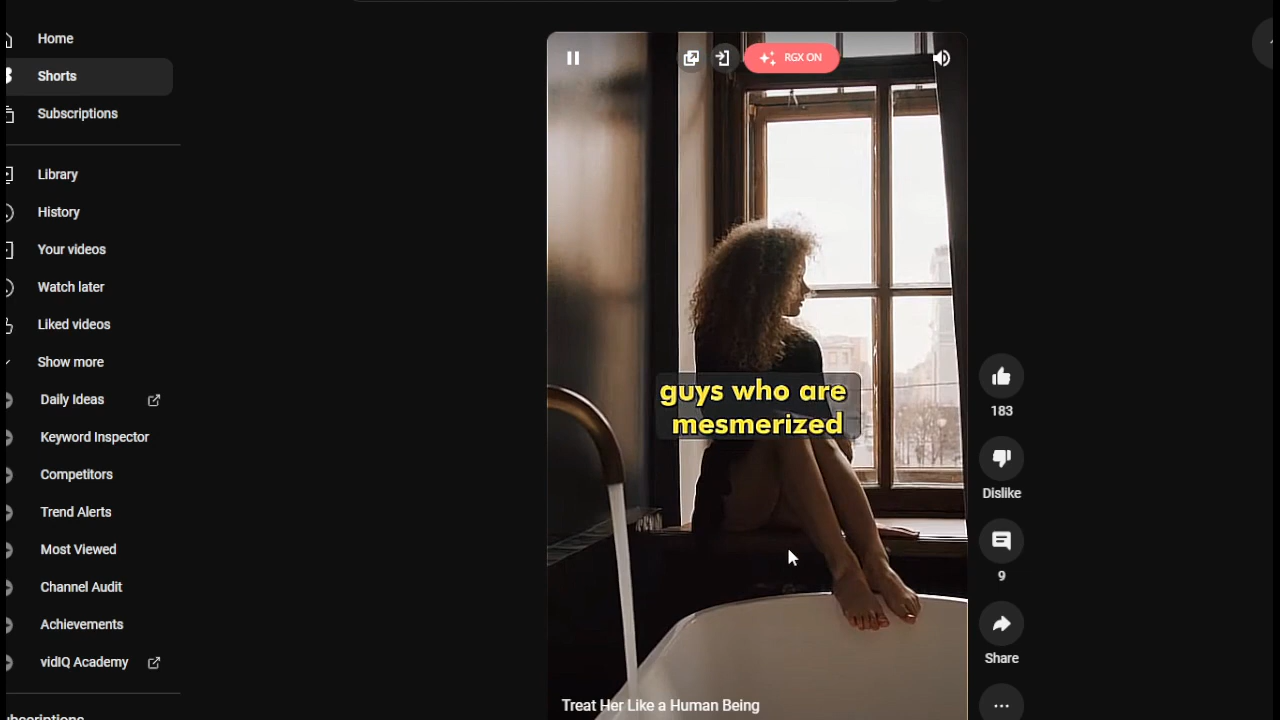 Home
Shorts
Subscriptions
Library
History
Your videos
Watch later
Liked videos
Show more
Daily Ideas
Keyword Inspector
Competitors
Trend Alerts
Most Viewed
Channel Audit
Achievements
vidIQ Academy
ubscriptions
RGX ON
guys who are
mesmerized
Treat Her Like a Human Being
183
Dislike
9
Share